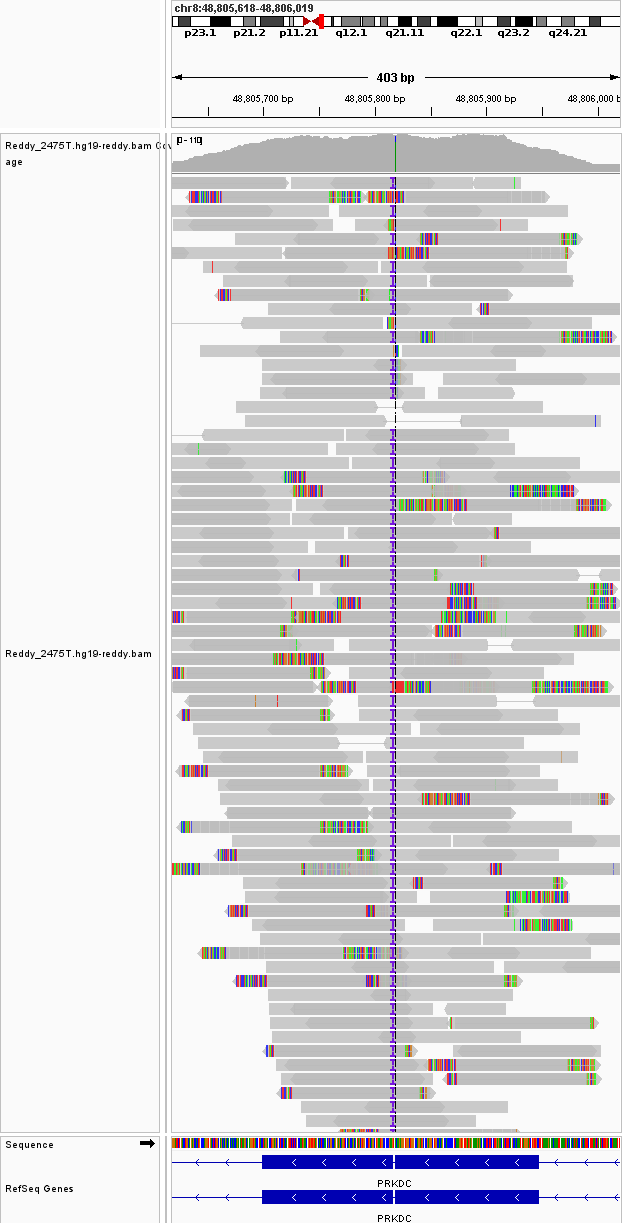 chr8:48,805,618-48,806,019
p23.1 p21.2 p11.21 q12.1 q21.11 q22.1 q23.2 q24.21
403 bp
48,805,700 bp 48,805,800 bp 48,805,900 bp 48,806,000 b
Reddy_2475T.hg19-reddy.bam Cov
age
[0 - 110]
Reddy_2475T.hg19-reddy.bam
Sequence
PRKDC
RefSeq Genes
PRKDC